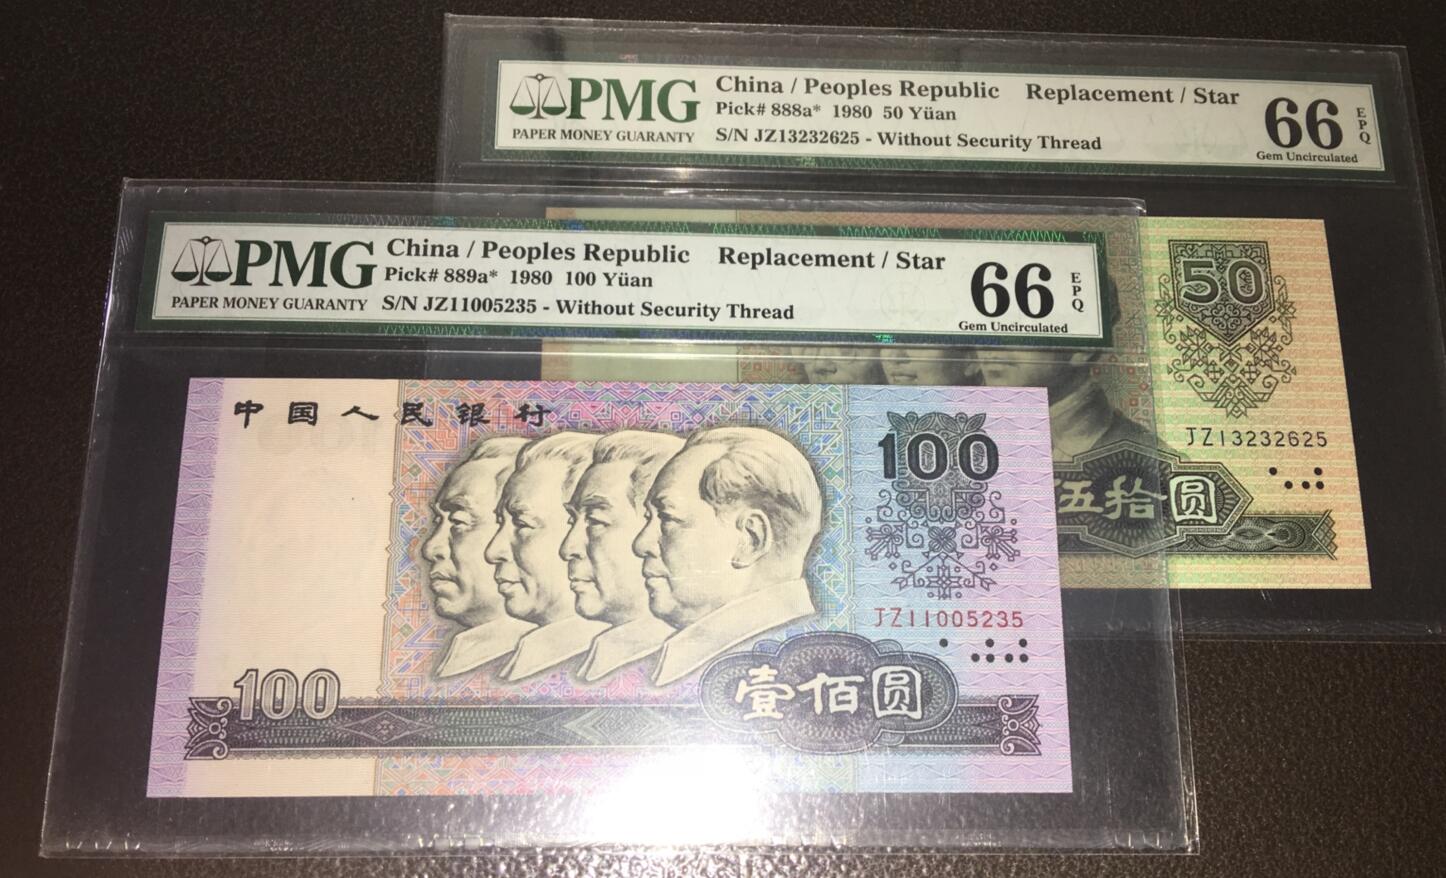 PMG
PAPER MONEY GUARANTY
China / Peoples Republic Replacement / Star
Pick# 888a* 1980 50 Yüan
S/N JZ13232625 - Without Security Thread
66
EPQ
Gem Uncirculated
50
JZ13232625
伍拾圆
PMG
PAPER MONEY GUARANTY
China / Peoples Republic Replacement / Star
Pick# 889a* 1980 100 Yüan
S/N JZ11005235 - Without Security Thread
66
EPQ
Gem Uncirculated
中国人民银行
100
JZ11005235
100
壹佰圆